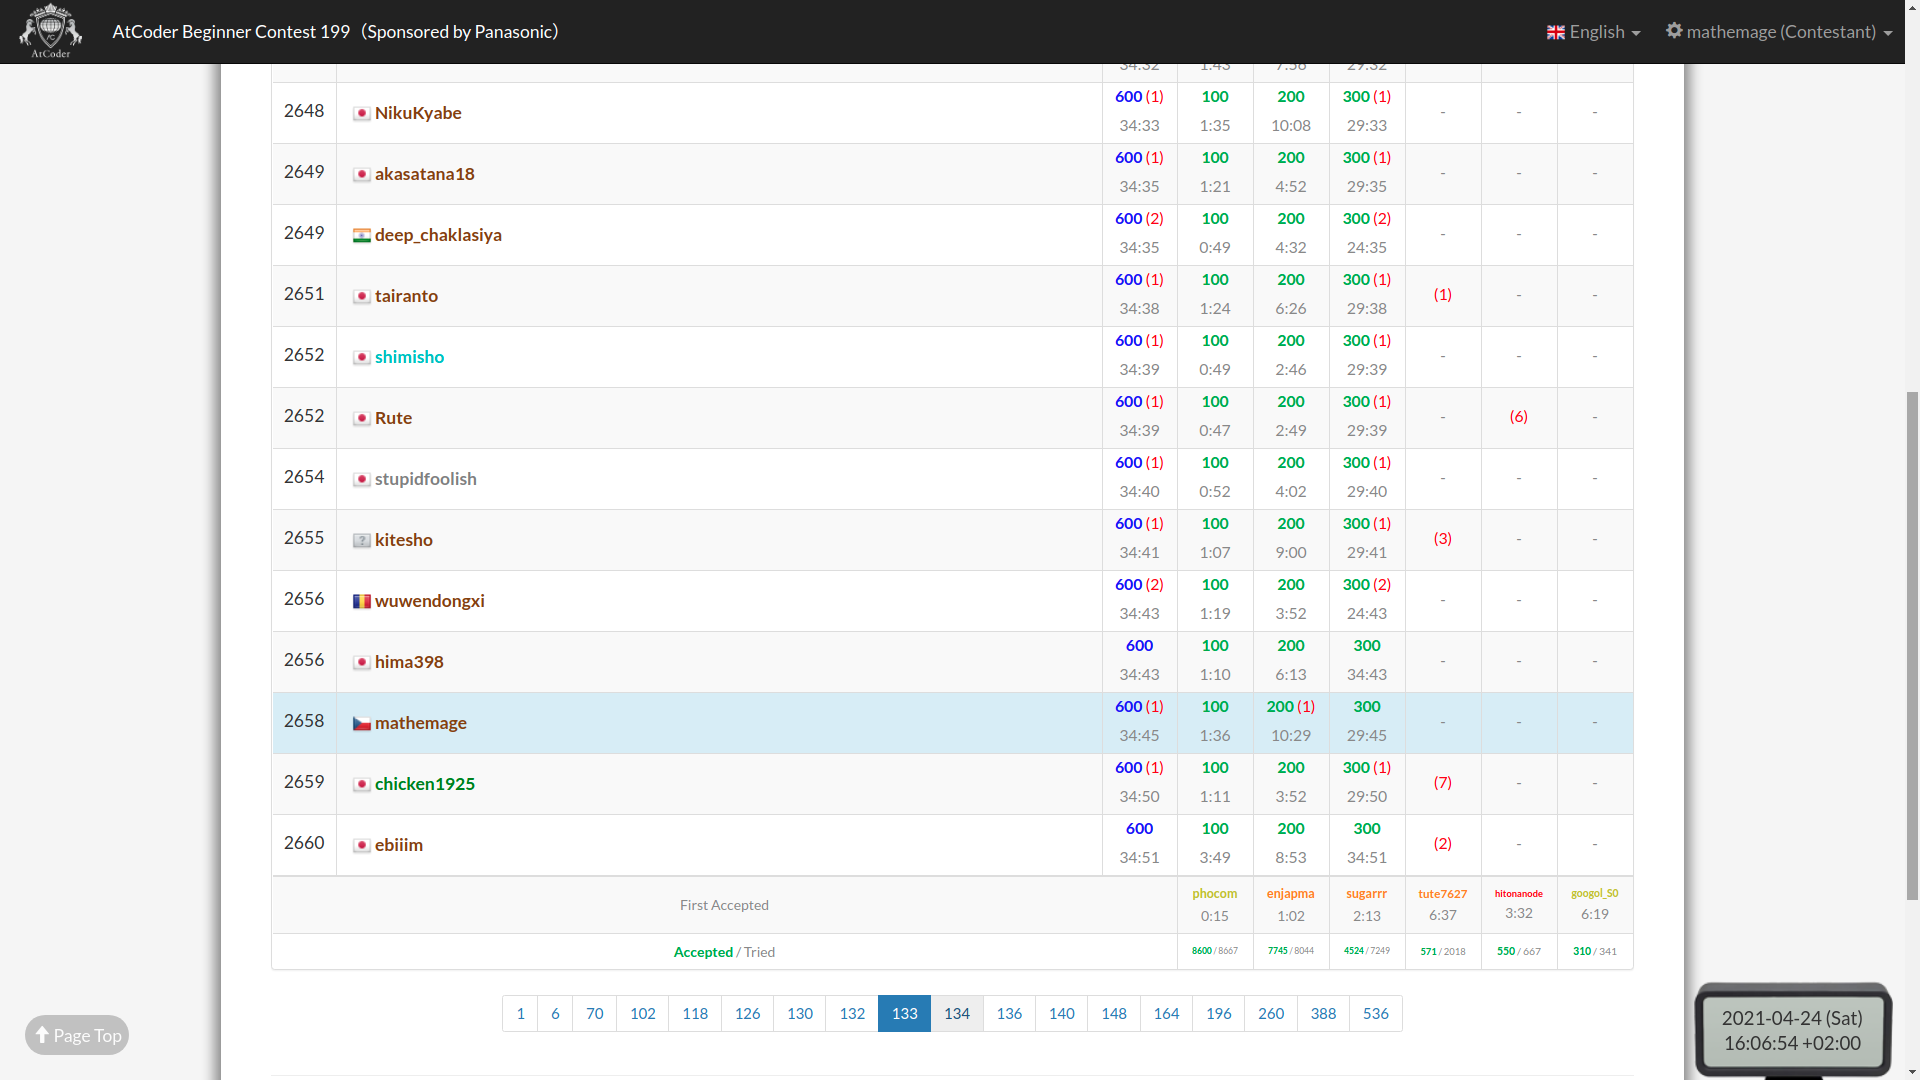 AtCoder
AtCoder Beginner Contest 199（Sponsored by Panasonic）
English
mathemage (Contestant)
34:32 1:43 7:56 29:32
2648 NikuKyabe 600 (1) 100 200 300 (1) - - -
34:33 1:35 10:08 29:33
2649 akasatana18 600 (1) 100 200 300 (1) - - -
34:35 1:21 4:52 29:35
2649 deep_chaklasiya 600 (2) 100 200 300 (2) - - -
34:35 0:49 4:32 24:35
2651 tairanto 600 (1) 100 200 300 (1) (1) - -
34:38 1:24 6:26 29:38
2652 shimisho 600 (1) 100 200 300 (1) - - -
34:39 0:49 2:46 29:39
2652 Rute 600 (1) 100 200 300 (1) - (6) -
34:39 0:47 2:49 29:39
2654 stupidfoolish 600 (1) 100 200 300 (1) - - -
34:40 0:52 4:02 29:40
2655 kitesho 600 (1) 100 200 300 (1) (3) - -
34:41 1:07 9:00 29:41
2656 wuwendongxi 600 (2) 100 200 300 (2) - - -
34:43 1:19 3:52 24:43
2656 hima398 600 100 200 300 - - -
34:43 1:10 6:13 34:43
2658 mathemage 600 (1) 100 200 (1) 300 - - -
34:45 1:36 10:29 29:45
2659 chicken1925 600 (1) 100 200 300 (1) (7) - -
34:50 1:11 3:52 29:50
2660 ebiiim 600 100 200 300 (2) - -
34:51 3:49 8:53 34:51
First Accepted phocom enjapma sugarrr tute7627 hitonanode googol_S0
0:15 1:02 2:13 6:37 3:32 6:19
Accepted / Tried 8600 / 8667 7745 / 8044 4524 / 7249 571 / 2018 550 / 667 310 / 341
1 6 70 102 118 126 130 132 133 134 136 140 148 164 196 260 388 536
Page Top
2021-04-24 (Sat)
16:06:54 +02:00